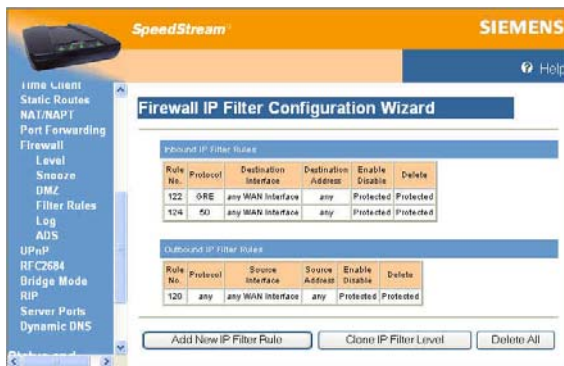 SpeedStream
SIEMENS
Help
Time Client
Static Routes
NAT/NAPT
Port Forwarding
Firewall
Level
Snooze
DMZ
Filter Rules
Log
ADS
UPnP
RFC2684
Bridge Mode
RIP
Server Ports
Dynamic DNS
Status and
Firewall IP Filter Configuration Wizard
Inbound IP Filter Rules
Rule No. Protocol Destination Interface Destination Address Enable Disable Delete
122 GRE any WAN Interface any Protected Protected
124 50 any WAN Interface any Protected Protected
Outbound IP Filter Rules
Rule No. Protocol Source Interface Source Address Enable Disable Delete
120 any any WAN Interface any Protected Protected
Add New IP Filter Rule Clone IP Filter Level Delete All